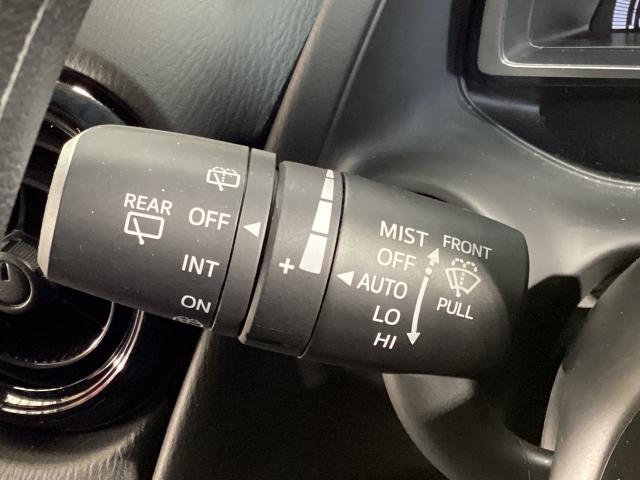 REAR
OFF
INT
ON
+
MIST
OFF
AUTO
LO
HI
FRONT
PULL